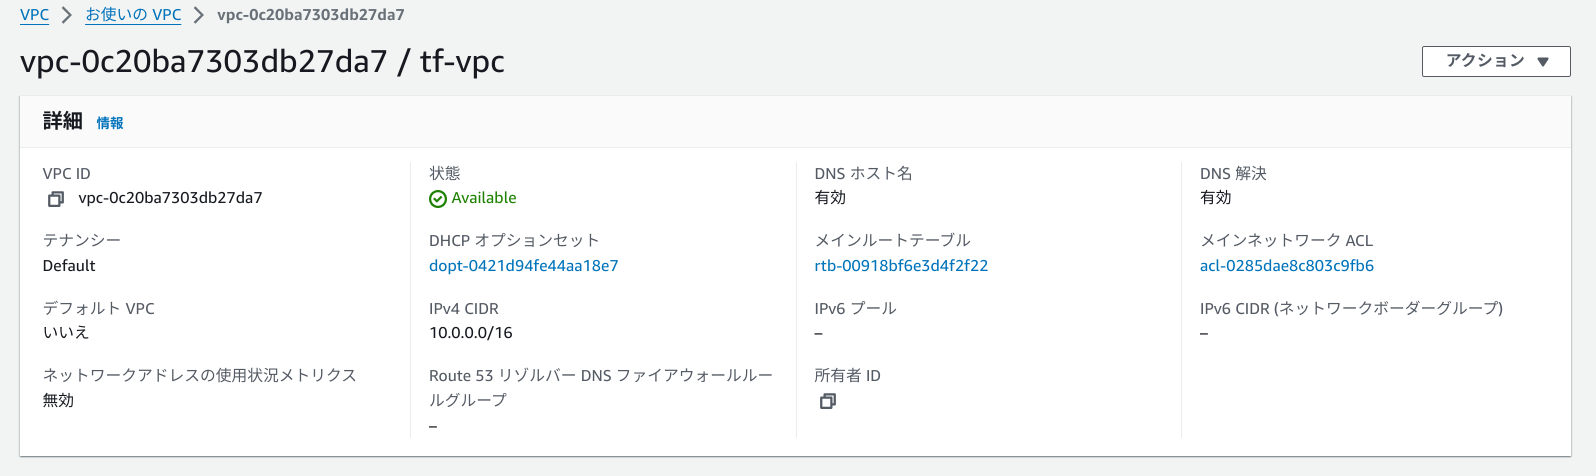 VPC > お使いの VPC > vpc-0c20ba7303db27da7
vpc-0c20ba7303db27da7 / tf-vpc
アクション ▼
詳細 情報
VPC ID
vpc-0c20ba7303db27da7
状態
Available
DNS ホスト名
有効
DNS 解決
有効
テナンシー
Default
DHCP オプションセット
dopt-0421d94fe44aa18e7
メインルートテーブル
rtb-00918bf6e3d4f2f22
メインネットワーク ACL
acl-0285dae8c803c9fb6
デフォルト VPC
いいえ
IPv4 CIDR
10.0.0.0/16
IPv6 プール
–
IPv6 CIDR (ネットワークボーダーグループ)
–
ネットワークアドレスの使用状況メトリクス
無効
Route 53 リゾルバー DNS ファイアウォールルー
ルグループ
–
所有者 ID